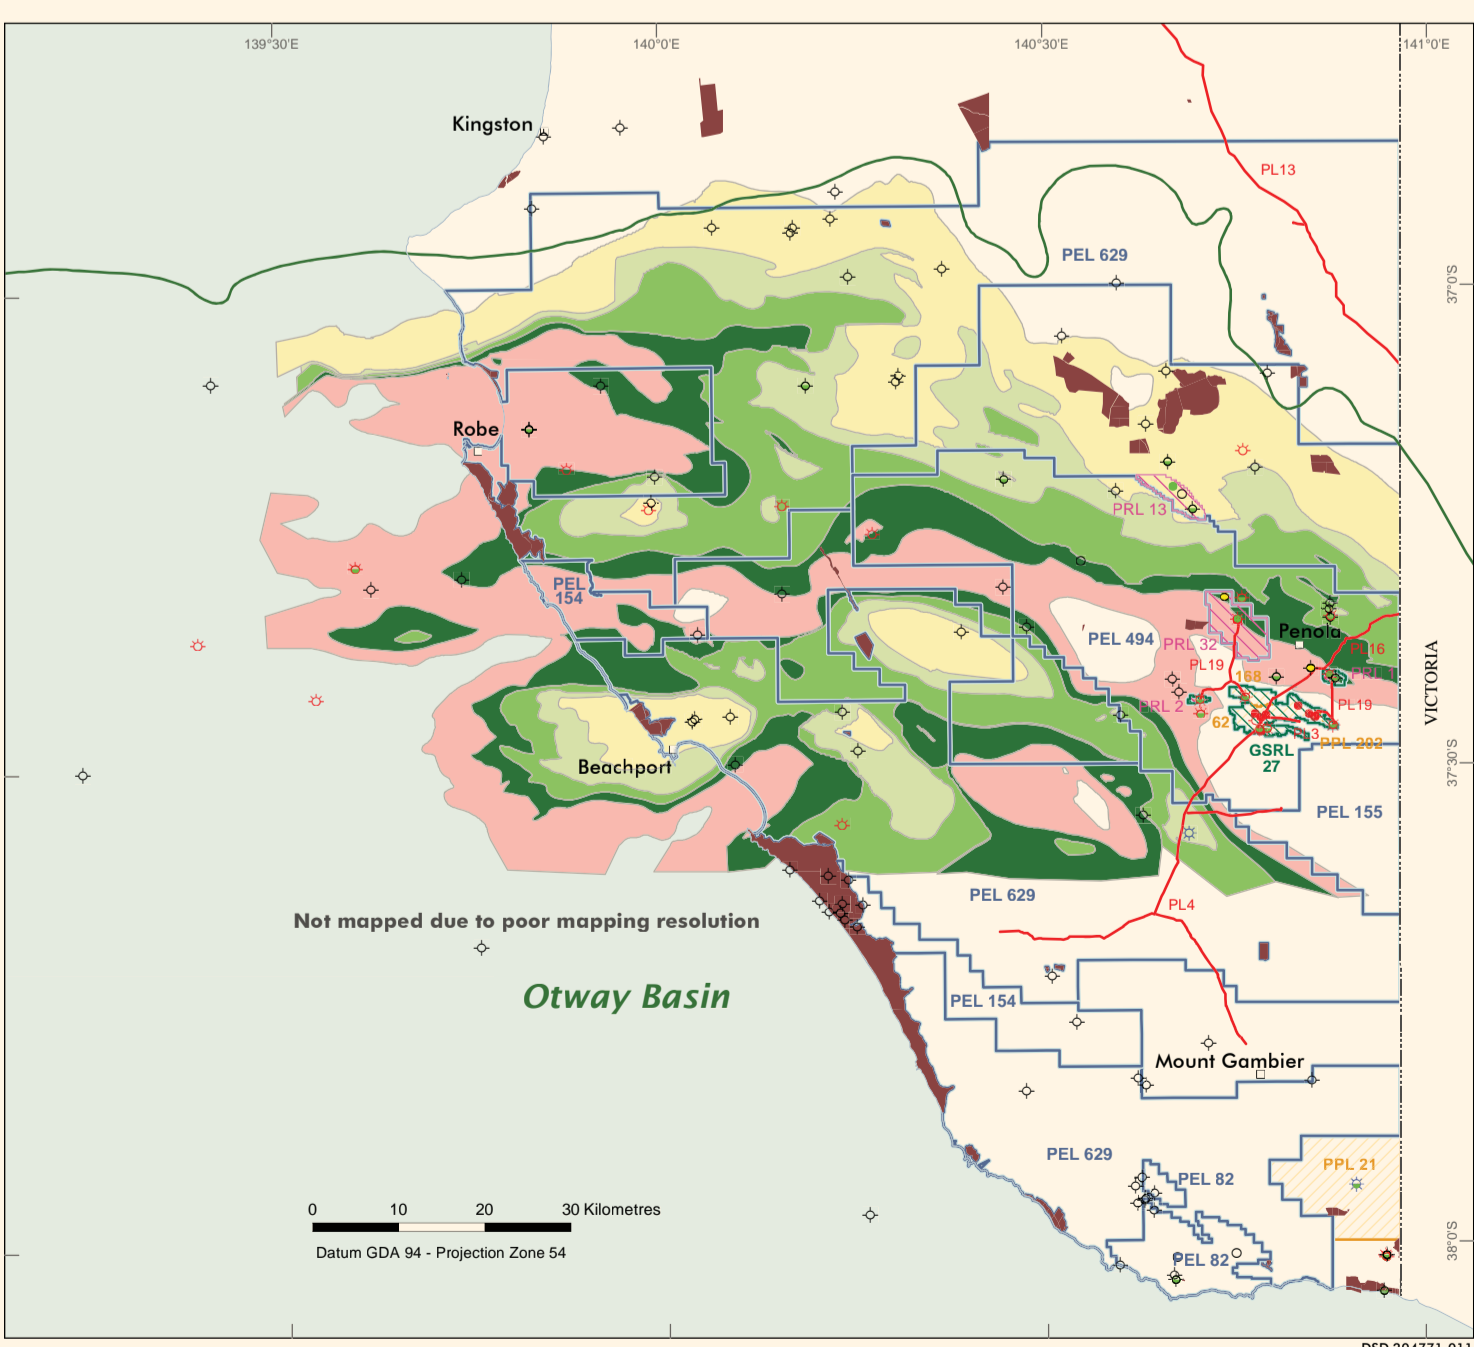 139°30'E
140°0'E
140°30'E
141°0'E
Kingston
PL13
PEL 629
37°0'S
Robe
PRL 13
PEL
154
Penola
PEL 494
PRL 32
PL16
PL19
168
PRL 1
PRL 2
PL19
62
PL3
PPL 202
GSRL
27
VICTORIA
Beachport
37°30'S
PEL 155
PEL 629
PL4
Not mapped due to poor mapping resolution
Otway Basin
PEL 154
Mount Gambier
PEL 629
PPL 21
PEL 82
0 10 20 30 Kilometres
38°0'S
Datum GDA 94 - Projection Zone 54
PEL 82